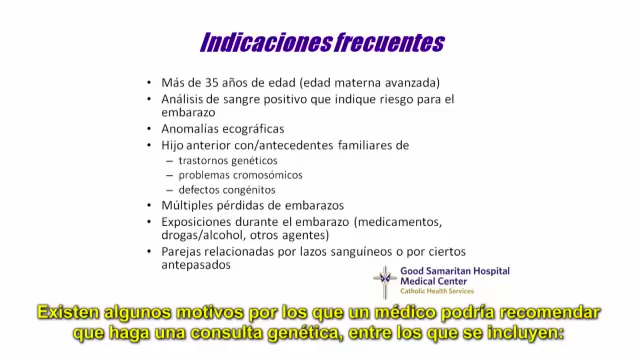 Indicaciones frecuentes
• Más de 35 años de edad (edad materna avanzada)
• Análisis de sangre positivo que indique riesgo para el
embarazo
• Anomalías ecográficas
• Hijo anterior con/antecedentes familiares de
– trastornos genéticos
– problemas cromosómicos
– defectos congénitos
• Múltiples pérdidas de embarazos
• Exposiciones durante el embarazo (medicamentos,
drogas/alcohol, otros agentes)
• Parejas relacionadas por lazos sanguíneos o por ciertos
antepasados
Good Samaritan Hospital
Medical Center
Catholic Health Services
Existen algunos motivos por los que un médico podría recomendar
que haga una consulta genética, entre los que se incluyen: